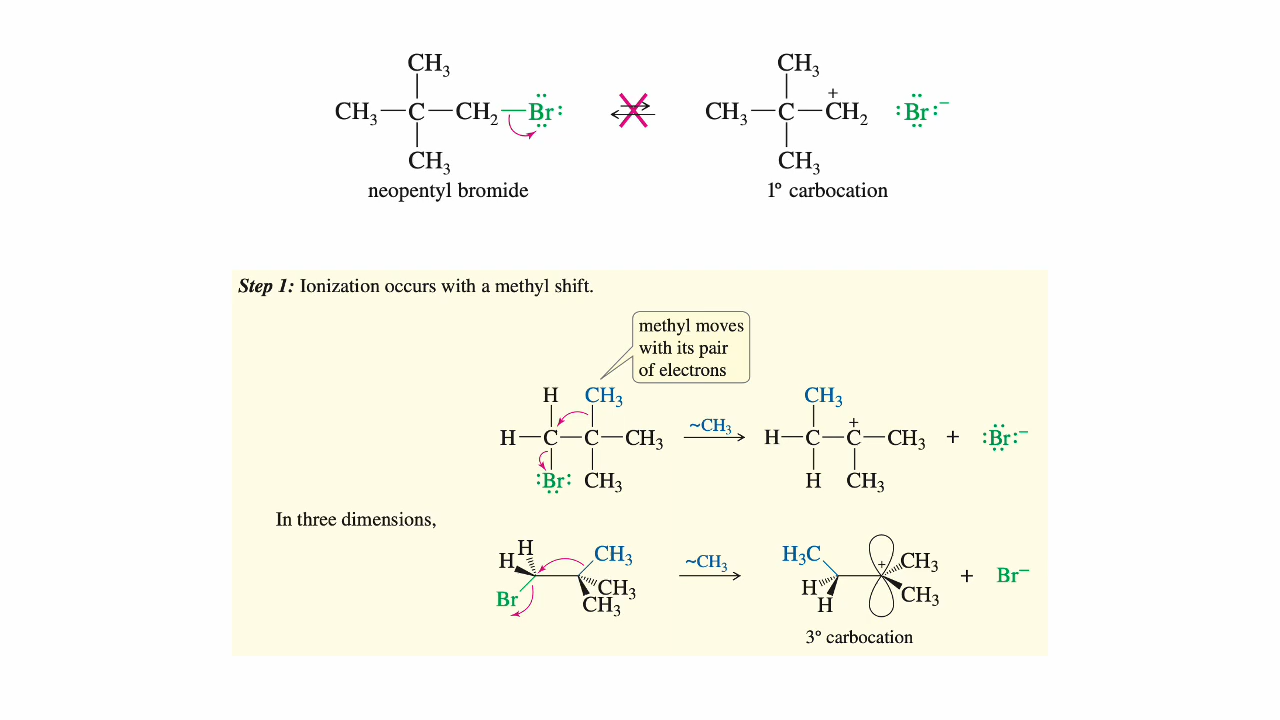 CH3
CH3—C—CH2—Br:
CH3
neopentyl bromide
CH3
CH3—C—CH2 + :Br:−
CH3
1° carbocation
Step 1: Ionization occurs with a methyl shift.
methyl moves
with its pair
of electrons
H CH3
H—C—C—CH3
:Br: CH3
~CH3
CH3
H—C—C—CH3 + + :Br:−
H CH3
In three dimensions,
H H CH3
Br CH3
CH3
~CH3
H3C + CH3 + Br−
H CH3
H
3° carbocation